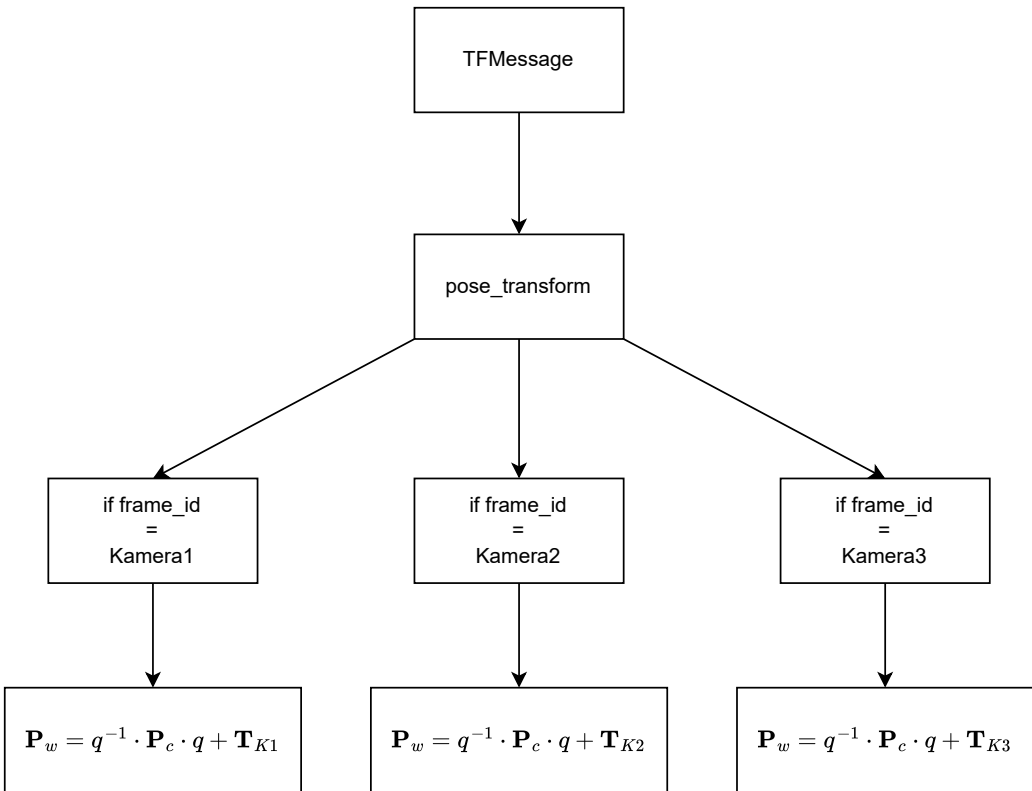 TFMessage
pose_transform
if frame_id
=
Kamera1
if frame_id
=
Kamera2
if frame_id
=
Kamera3
𝐏_w = q^{-1} · 𝐏_c · q + 𝐓_{K1}
𝐏_w = q^{-1} · 𝐏_c · q + 𝐓_{K2}
𝐏_w = q^{-1} · 𝐏_c · q + 𝐓_{K3}